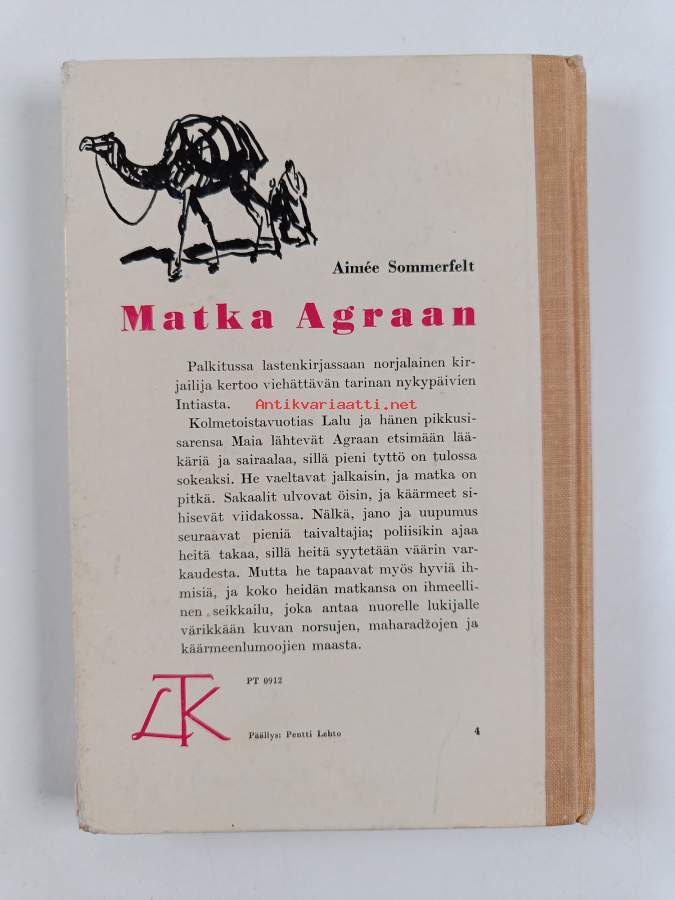 Aimée Sommerfelt
Matka Agraan
Palkitussa lastenkirjassaan norjalainen kir-
jailija kertoo viehättävän tarinan nykypäivien
Intiasta.
Antikvariaatti.net
Kolmetoistavuotias Lalu ja hänen pikkusi-
sarensa Maia lähtevät Agraan etsimään lää-
käriä ja sairaalaa, sillä pieni tyttö on tulossa
sokeaksi. He vaeltavat jalkaisin, ja matka on
pitkä. Sakaalit ulvovat öisin, ja käärmeet si-
hisevät viidakossa. Nälkä, jano ja uupumus
seuraavat pieniä taivaltajia; poliisikin ajaa
heitä takaa, sillä heitä syytetään väärin var-
kaudesta. Mutta he tapaavat myös hyviä ih-
misiä, ja koko heidän matkansa on ihmeelli-
nen seikkailu, joka antaa nuorelle lukijalle
värikkään kuvan norsujen, maharadžojen ja
käärmeenlumoojien maasta.
LTK
PT 0912
Päällys: Pentti Lehto
4